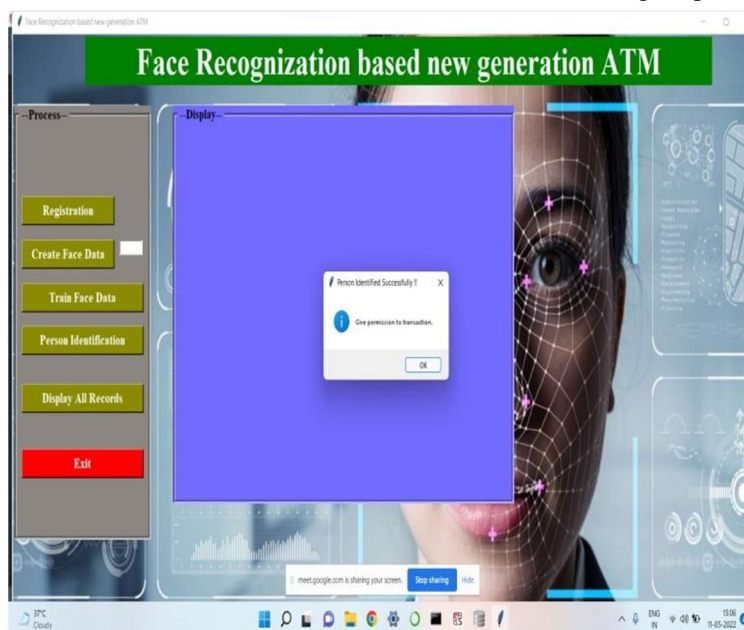 Face Recognization based new generation ATM
Face Recognization based new generation ATM
--Process--
--Display--
Registration
Create Face Data
Train Face Data
Person Identification
Display All Records
Exit
Person Identified Successfully !!
Give permission to transaction.
OK
meet.google.com is sharing your screen.
Stop sharing
Hide
37°C
Cloudy
ENG
IN
15:06
11-05-2022